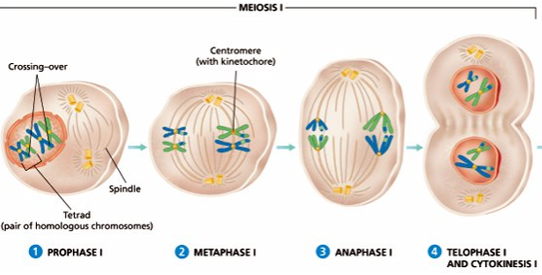 MEIOSIS I
Crossing-over
Centromere
(with kinetochore)
Spindle
Tetrad
(pair of homologous chromosomes)
1 PROPHASE I
2 METAPHASE I
3 ANAPHASE I
4 TELOPHASE I
AND CYTOKINESIS I